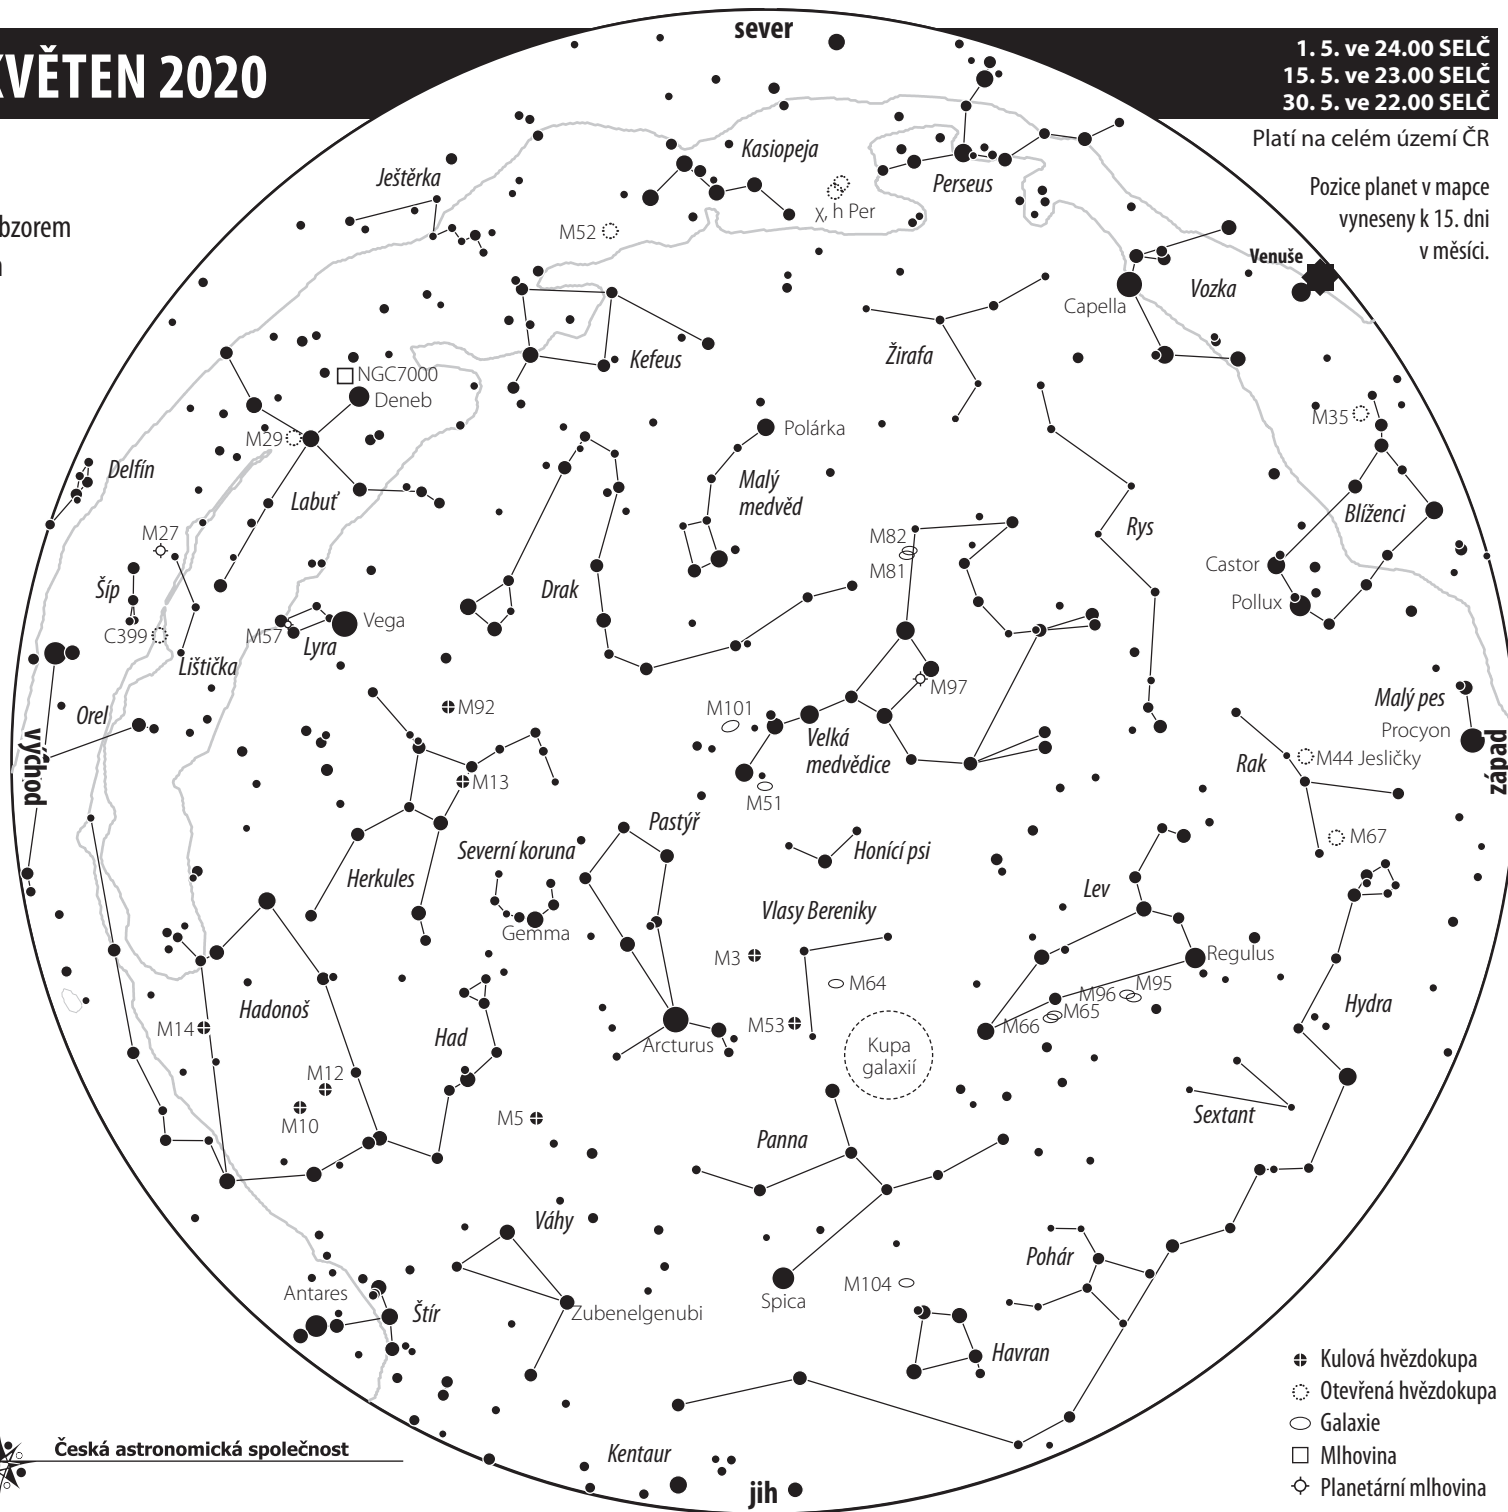 KVĚTEN 2020
1. 5. ve 24.00 SELČ
15. 5. ve 23.00 SELČ
30. 5. ve 22.00 SELČ
Platí na celém území ČR
Pozice planet v mapce
vyneseny k 15. dni
v měsíci.
sever
Kasiopeja
Perseus
Ještěrka
χ, h Per
M52
Venuše
Capella
Vozka
Žirafa
Kefeus
NGC7000
Deneb
M29
M35
Polárka
Delfín
Labuť
Malý
medvěd
M27
M82
M81
Rys
Blíženci
Castor
Pollux
Šíp
Drak
C399
M57
Vega
Lyra
Lištička
M97
Malý pes
Procyon
M92
M101
Orel
východ
Velká
medvědice
Rak
M44 Jesličky
západ
M13
M51
Pastýř
M67
Severní koruna
Honící psi
Herkules
Lev
Vlasy Bereniky
Gemma
M3
Regulus
M64
M96
M95
Hadonoš
Hydra
M14
Had
Arcturus
M53
M66
M65
Kupa
galaxií
M12
M10
M5
Sextant
Panna
Váhy
Pohár
Antares
Štír
Zubenelgenubi
Spica
M104
Havran
Kentaur
jih
Kulová hvězdokupa
Otevřená hvězdokupa
Galaxie
Mlhovina
Planetární mlhovina
Česká astronomická společnost